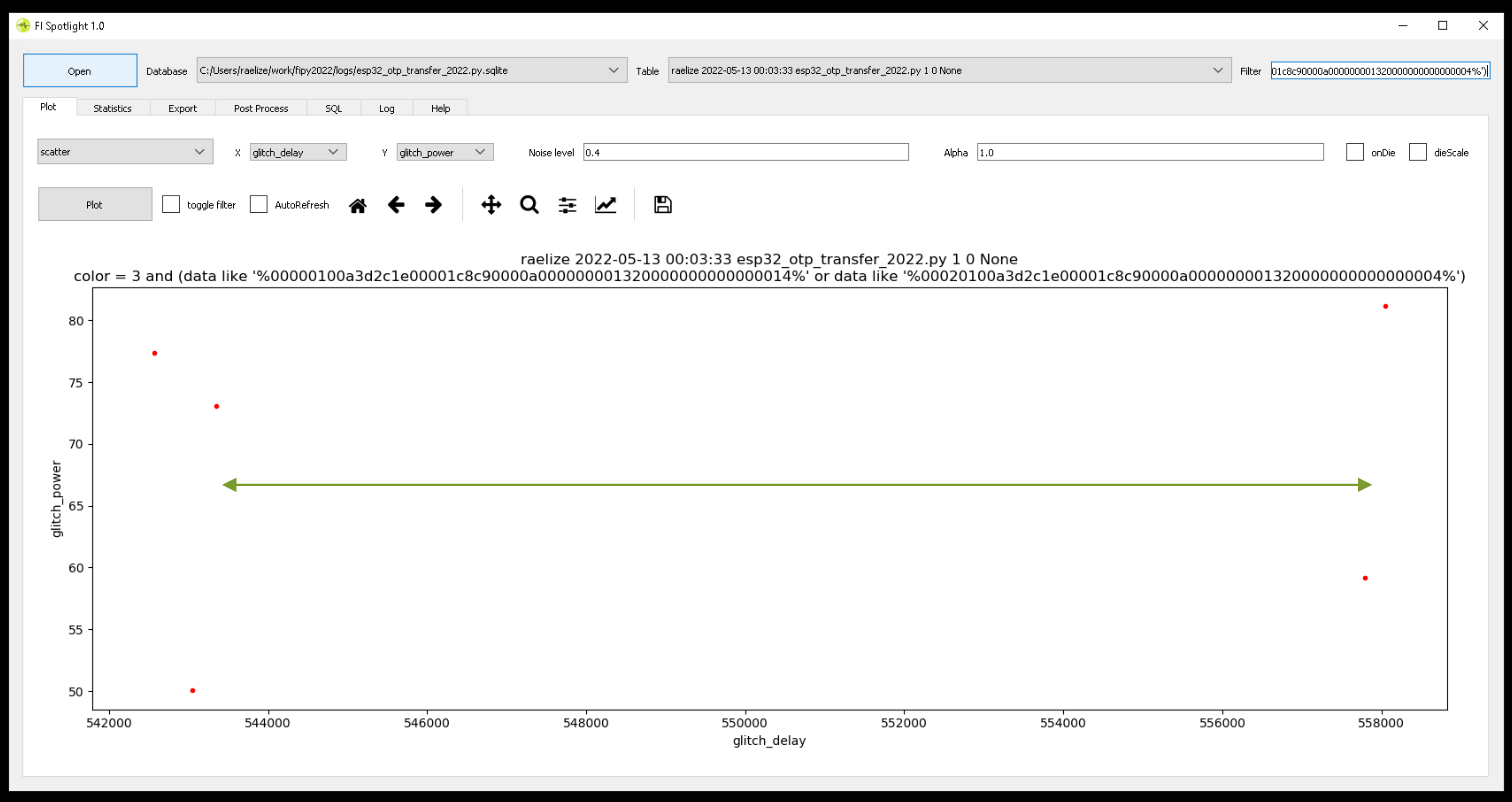 FI Spotlight 1.0
Open Database C:/Users/raelize/work/fipy2022/logs/esp32_otp_transfer_2022.py.sqlite Table raelize 2022-05-13 00:03:33 esp32_otp_transfer_2022.py 1 0 None Filter 01c8c90000a00000000132000000000000004%')
Plot Statistics Export Post Process SQL Log Help
scatter X glitch_delay Y glitch_power Noise level 0.4 Alpha 1.0 onDie dieScale
Plot toggle filter AutoRefresh
raelize 2022-05-13 00:03:33 esp32_otp_transfer_2022.py 1 0 None
color = 3 and (data like '%00000100a3d2c1e00001c8c90000a00000000132000000000000014%' or data like '%00020100a3d2c1e00001c8c90000a00000000132000000000000004%')
80
75
70
65
60
55
50
glitch_power
542000 544000 546000 548000 550000 552000 554000 556000 558000
glitch_delay